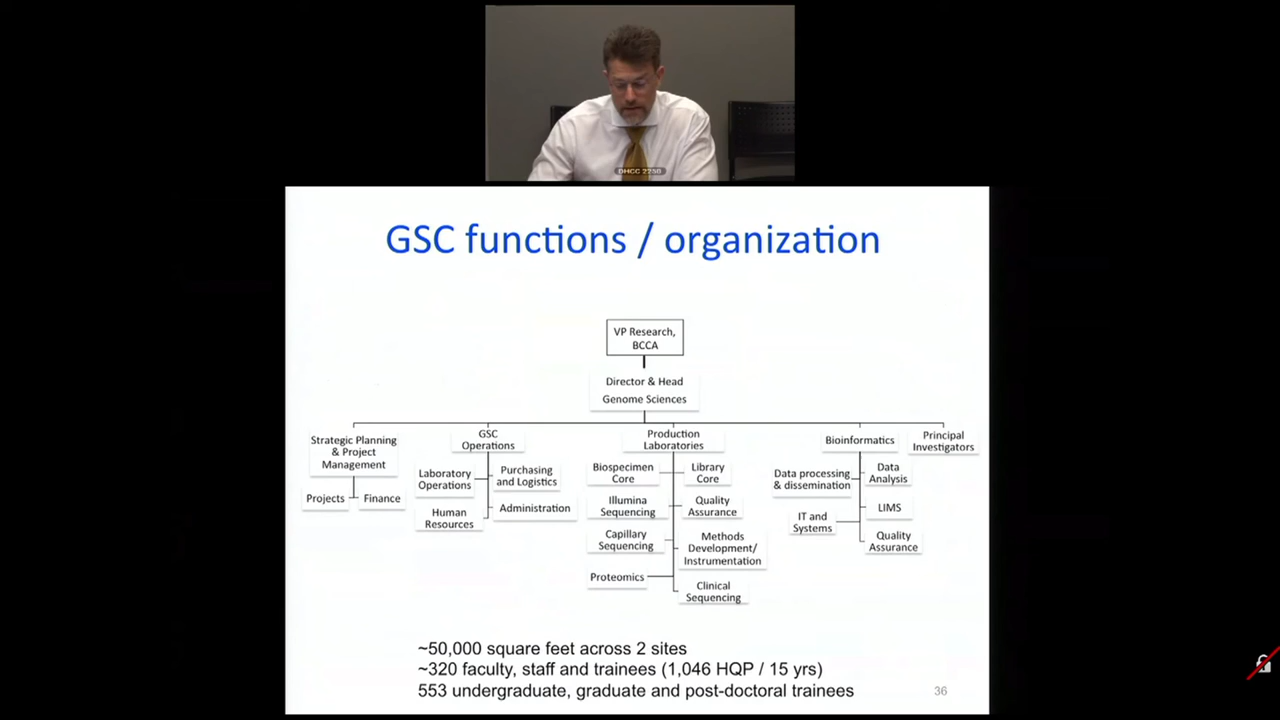 DHCC 2250
GSC functions / organization
VP Research,
BCCA
Director & Head
Genome Sciences
Strategic Planning
& Project
Management
Projects
Finance
GSC
Operations
Laboratory
Operations
Purchasing
and Logistics
Human
Resources
Administration
Production
Laboratories
Biospecimen
Core
Library
Core
Illumina
Sequencing
Quality
Assurance
Capillary
Sequencing
Methods
Development/
Instrumentation
Proteomics
Clinical
Sequencing
Bioinformatics
Data processing
& dissemination
Data
Analysis
IT and
Systems
LIMS
Quality
Assurance
Principal
Investigators
~50,000 square feet across 2 sites
~320 faculty, staff and trainees (1,046 HQP / 15 yrs)
553 undergraduate, graduate and post-doctoral trainees
36